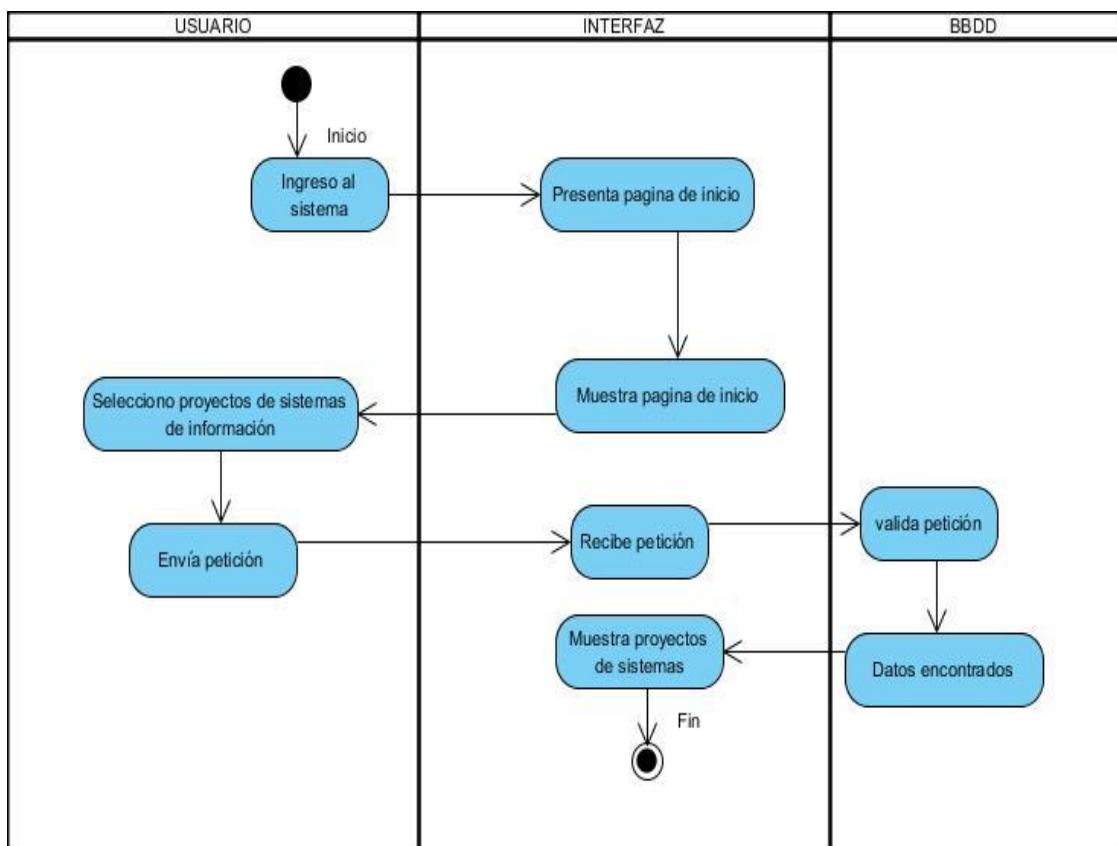 USUARIO
INTERFAZ
BBDD
Inicio
Ingreso al
sistema
Presenta pagina de inicio
Muestra pagina de inicio
Selecciono proyectos de sistemas
de información
Envía petición
Recibe petición
valida petición
Datos encontrados
Muestra proyectos
de sistemas
Fin